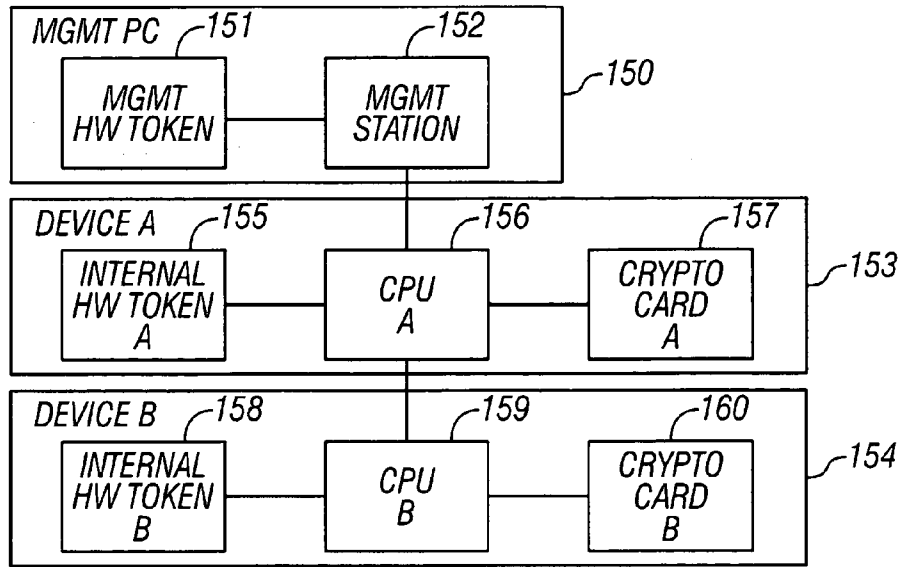 MGMT PC
151
152
MGMT
HW TOKEN
MGMT
STATION
150
DEVICE A
155
156
157
INTERNAL
HW TOKEN
A
CPU
A
CRYPTO
CARD
A
153
DEVICE B
158
159
160
INTERNAL
HW TOKEN
B
CPU
B
CRYPTO
CARD
B
154